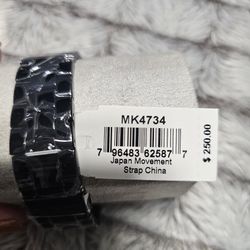 MK4734
7 96483 62587 7
Japan Movement
Strap China
$ 250.00